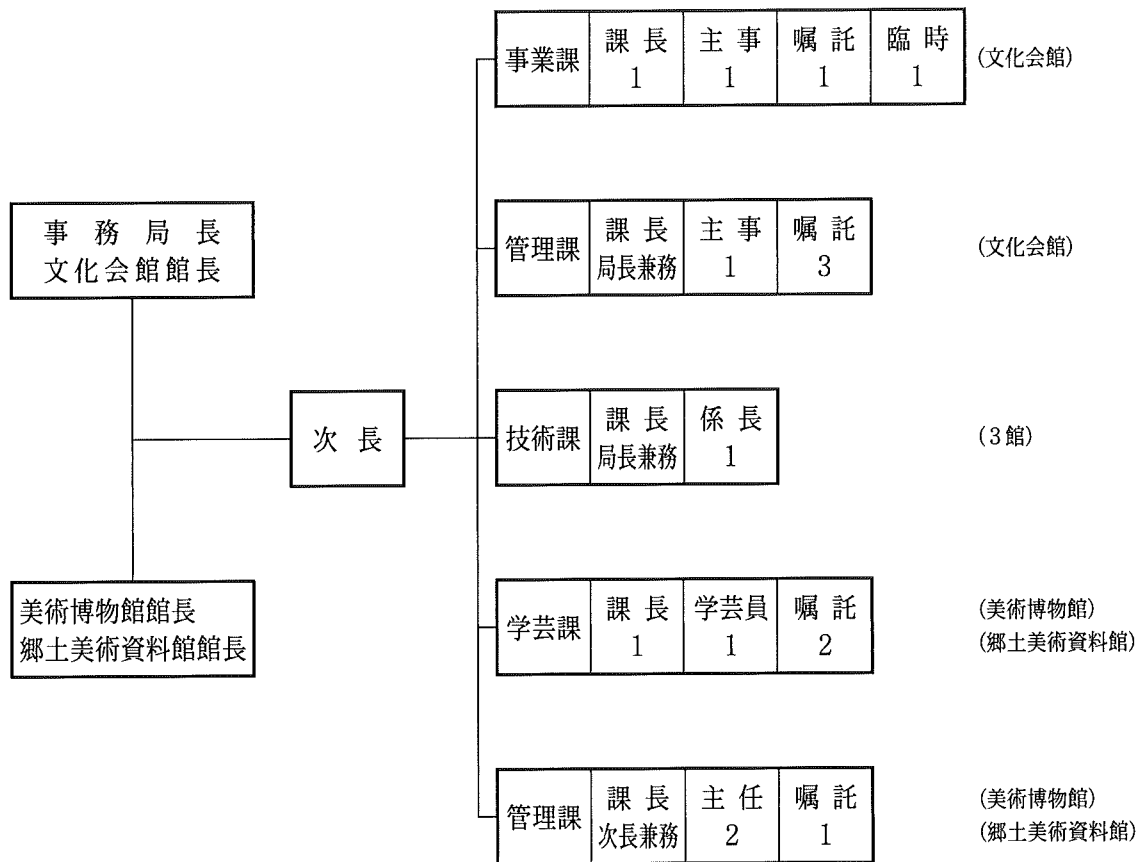 事務局長
文化会館館長
美術博物館館長
郷土美術資料館館長
次長
事業課 課長 主事 嘱託 臨時 (文化会館)
1 1 1 1
管理課 課長 主事 嘱託 (文化会館)
局長兼務 1 3
技術課 課長 係長 (3館)
局長兼務 1
学芸課 課長 学芸員 嘱託 (美術博物館)
1 1 2 (郷土美術資料館)
管理課 課長 主任 嘱託 (美術博物館)
次長兼務 2 1 (郷土美術資料館)